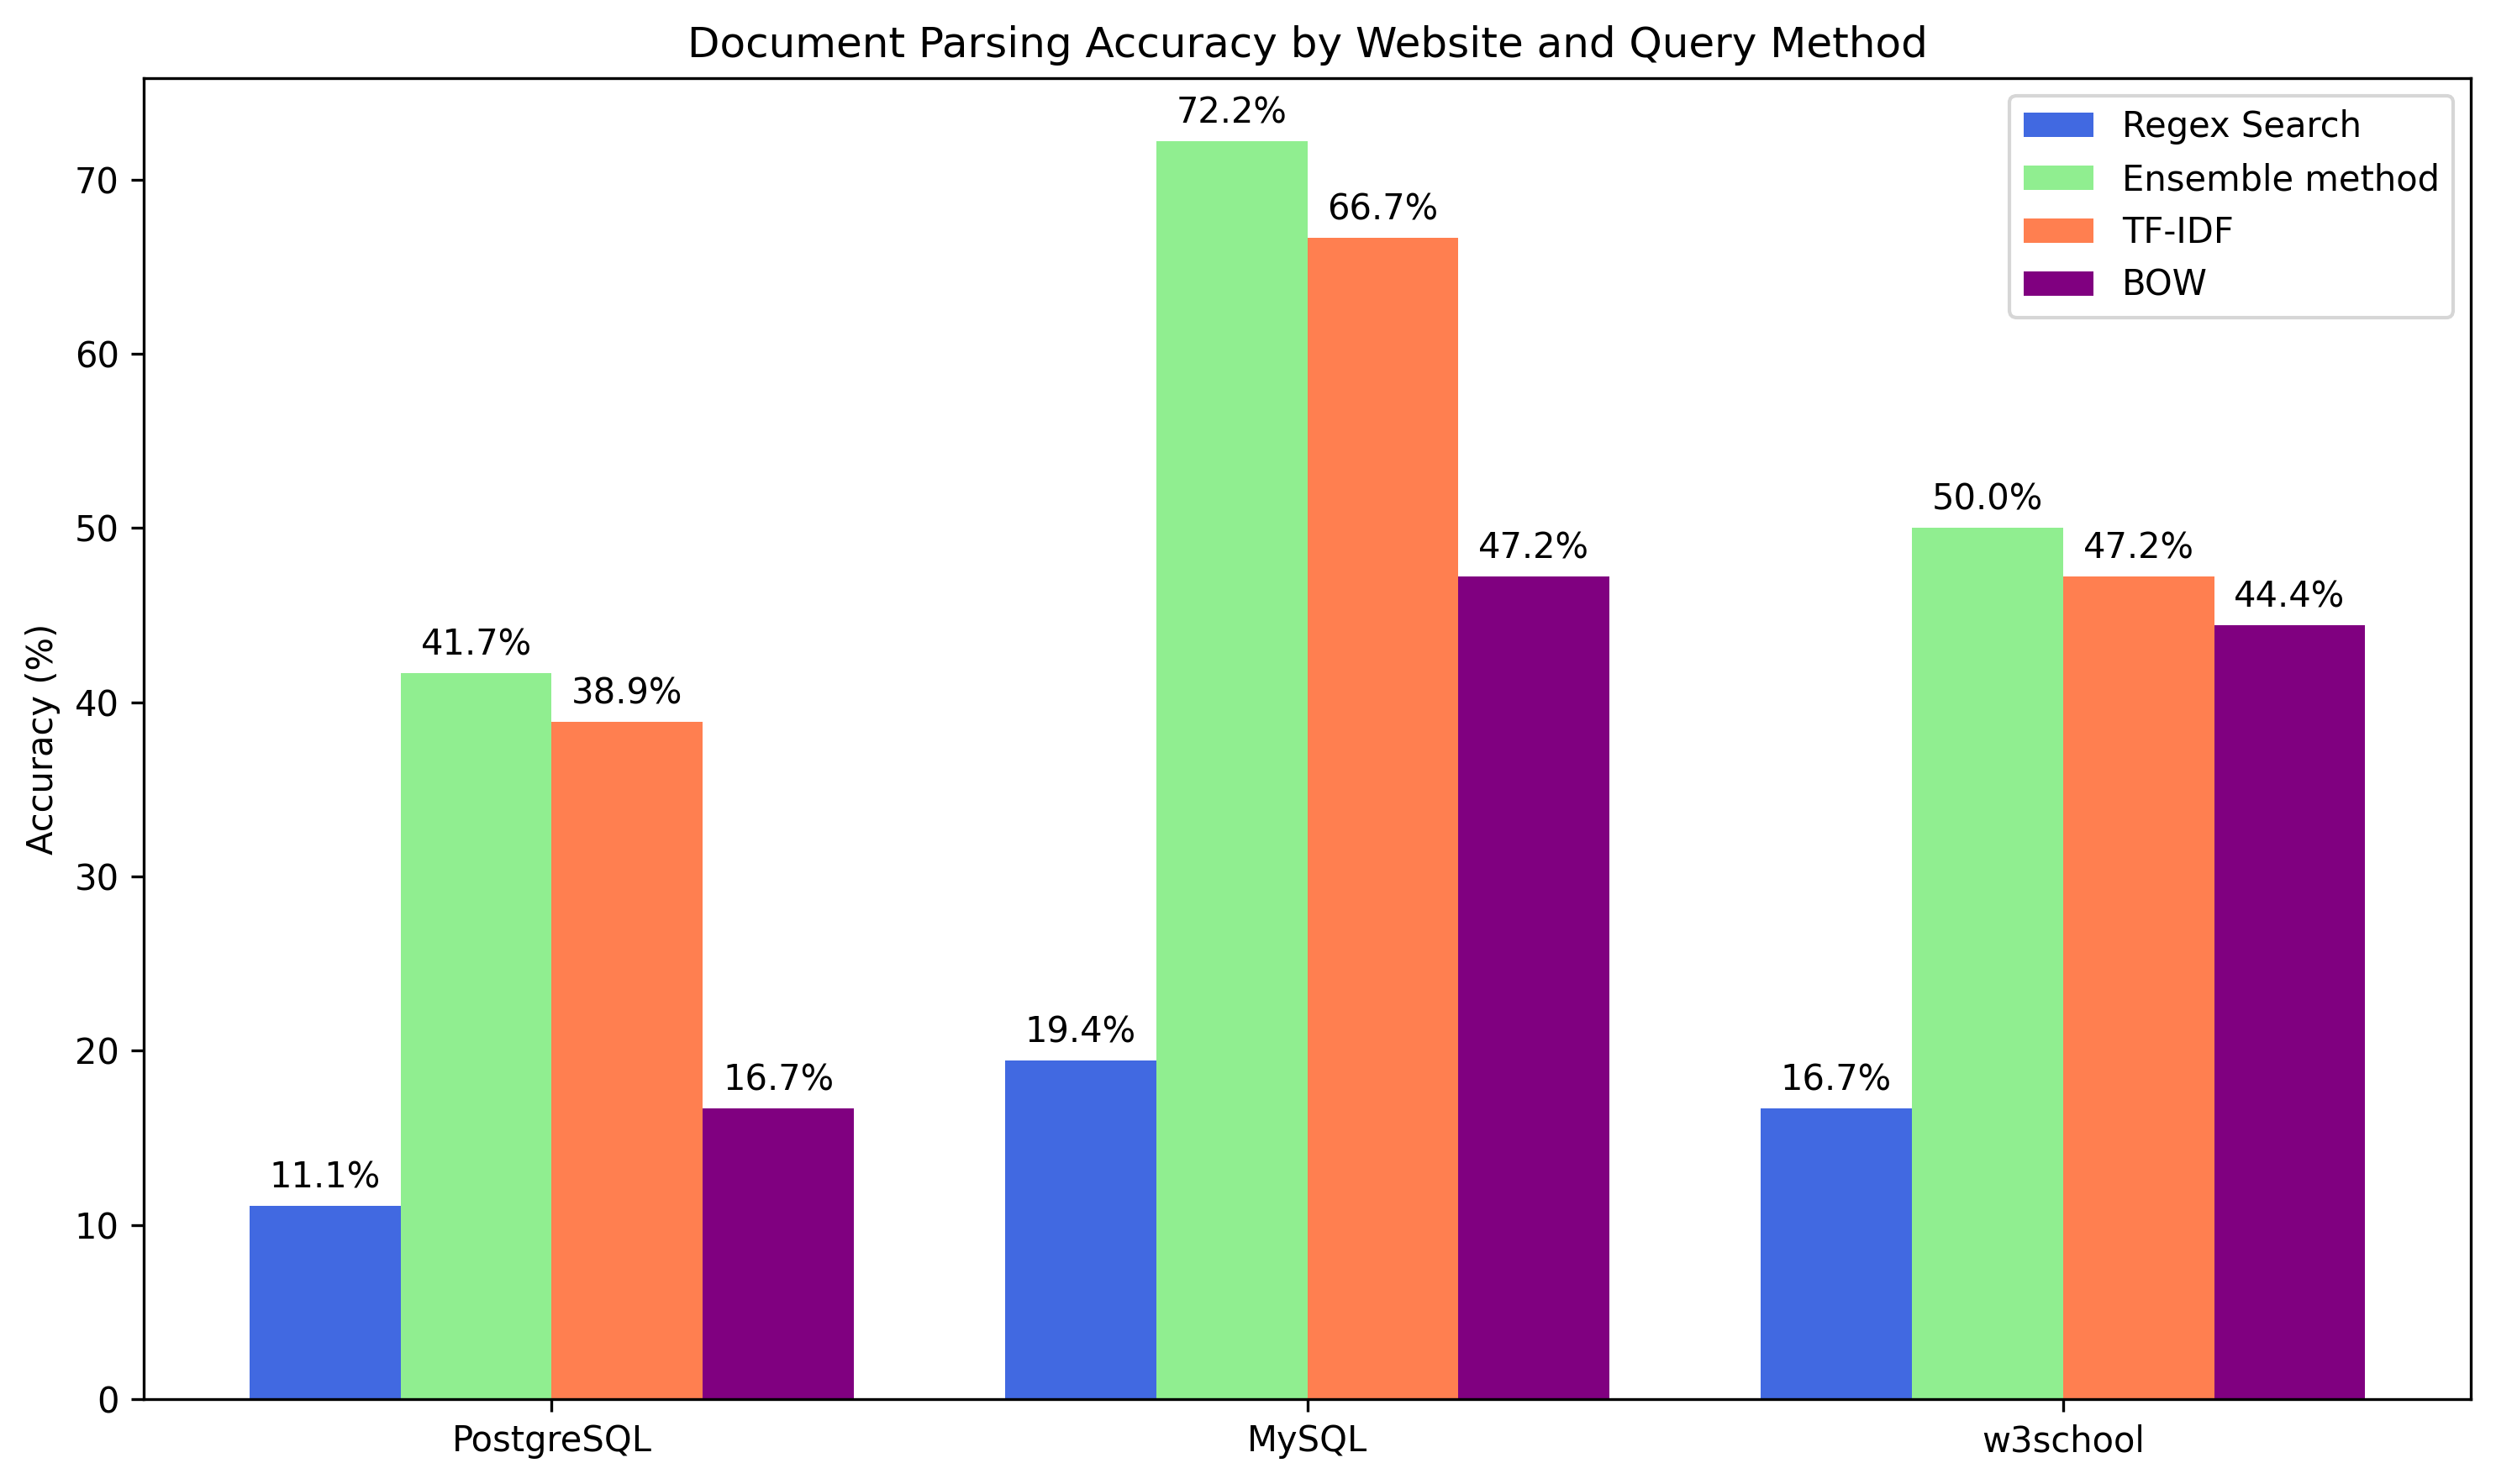 Document Parsing Accuracy by Website and Query Method
Regex Search
Ensemble method
TF-IDF
BOW
Accuracy (%)
70
60
50
40
30
20
10
0
11.1%
41.7%
38.9%
16.7%
19.4%
72.2%
66.7%
47.2%
16.7%
50.0%
47.2%
44.4%
PostgreSQL
MySQL
w3school